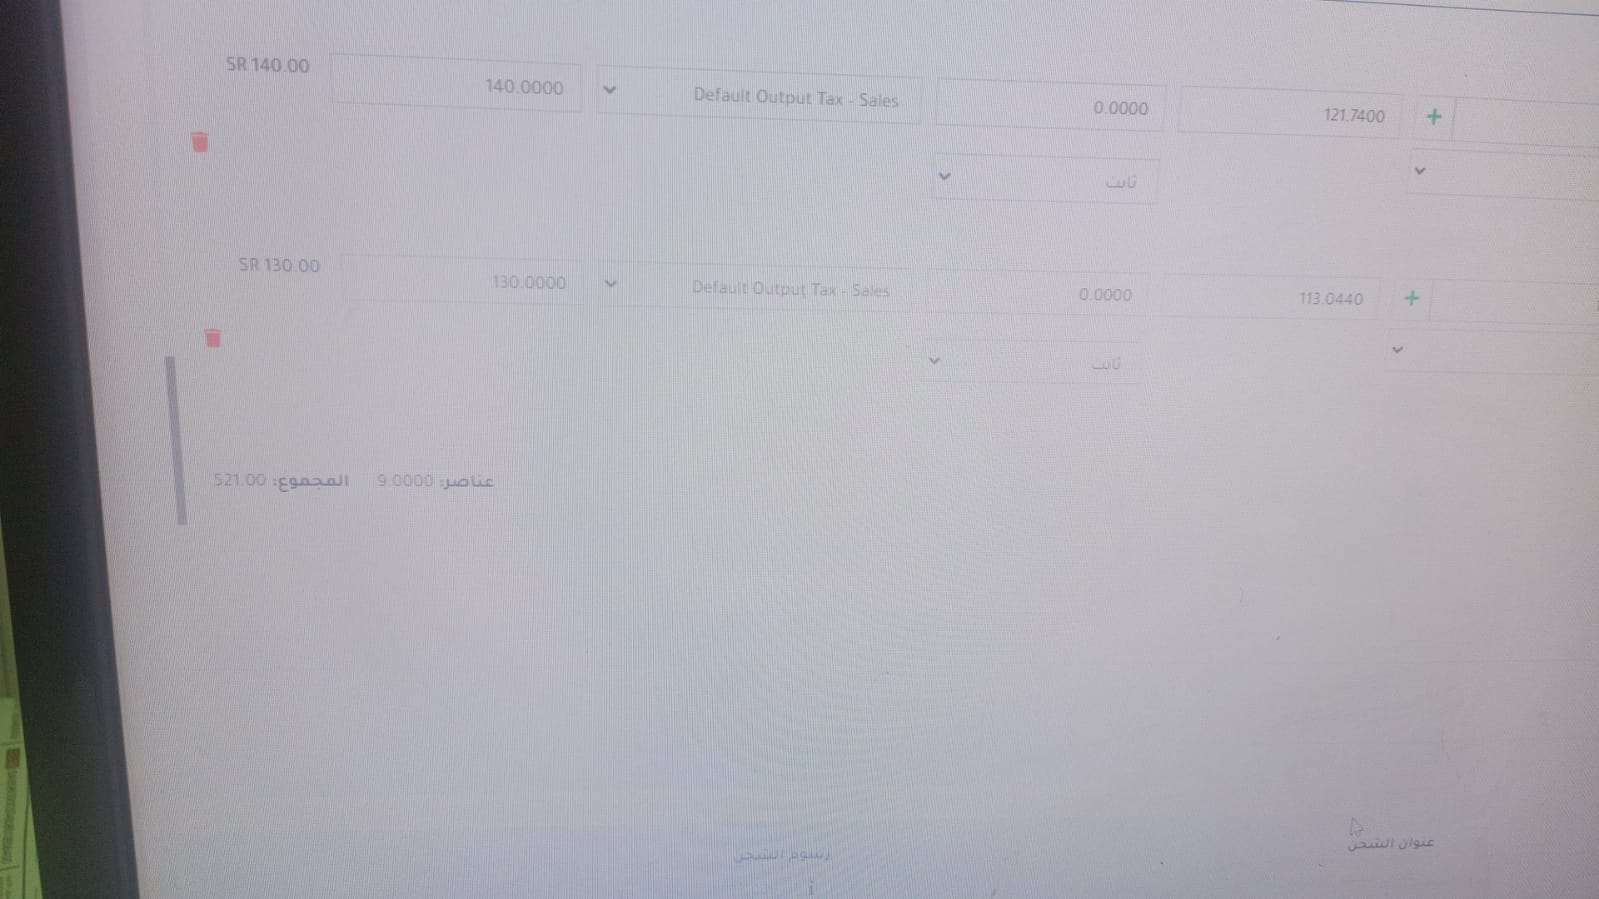 121.7400 0.0000 Default Output Tax - Sales 140.0000 SR 140.00
ثابت
113.0440 0.0000 Default Output Tax - Sales 130.0000 SR 130.00
ثابت
عناصر: 9.0000 المجموع: 521.00
عنوان الشحن
رسوم الشحن